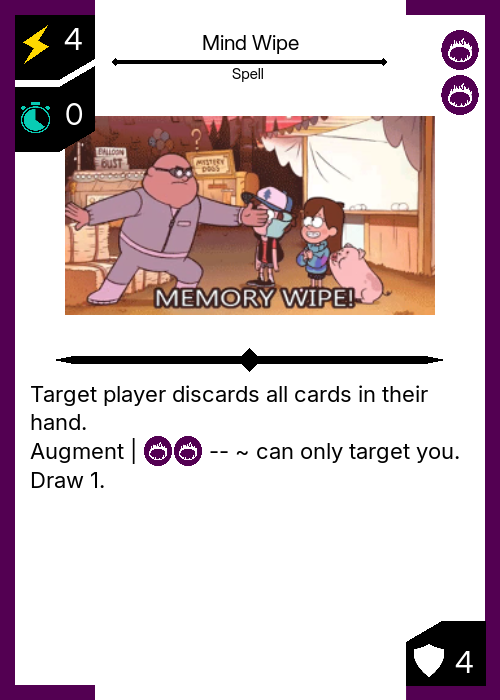 4
Mind Wipe
Spell
0
BALLOON
BUST
?
MYSTERY
DOGS
MEMORY WIPE!
Target player discards all cards in their
hand.
Augment | -- ~ can only target you.
Draw 1.
4